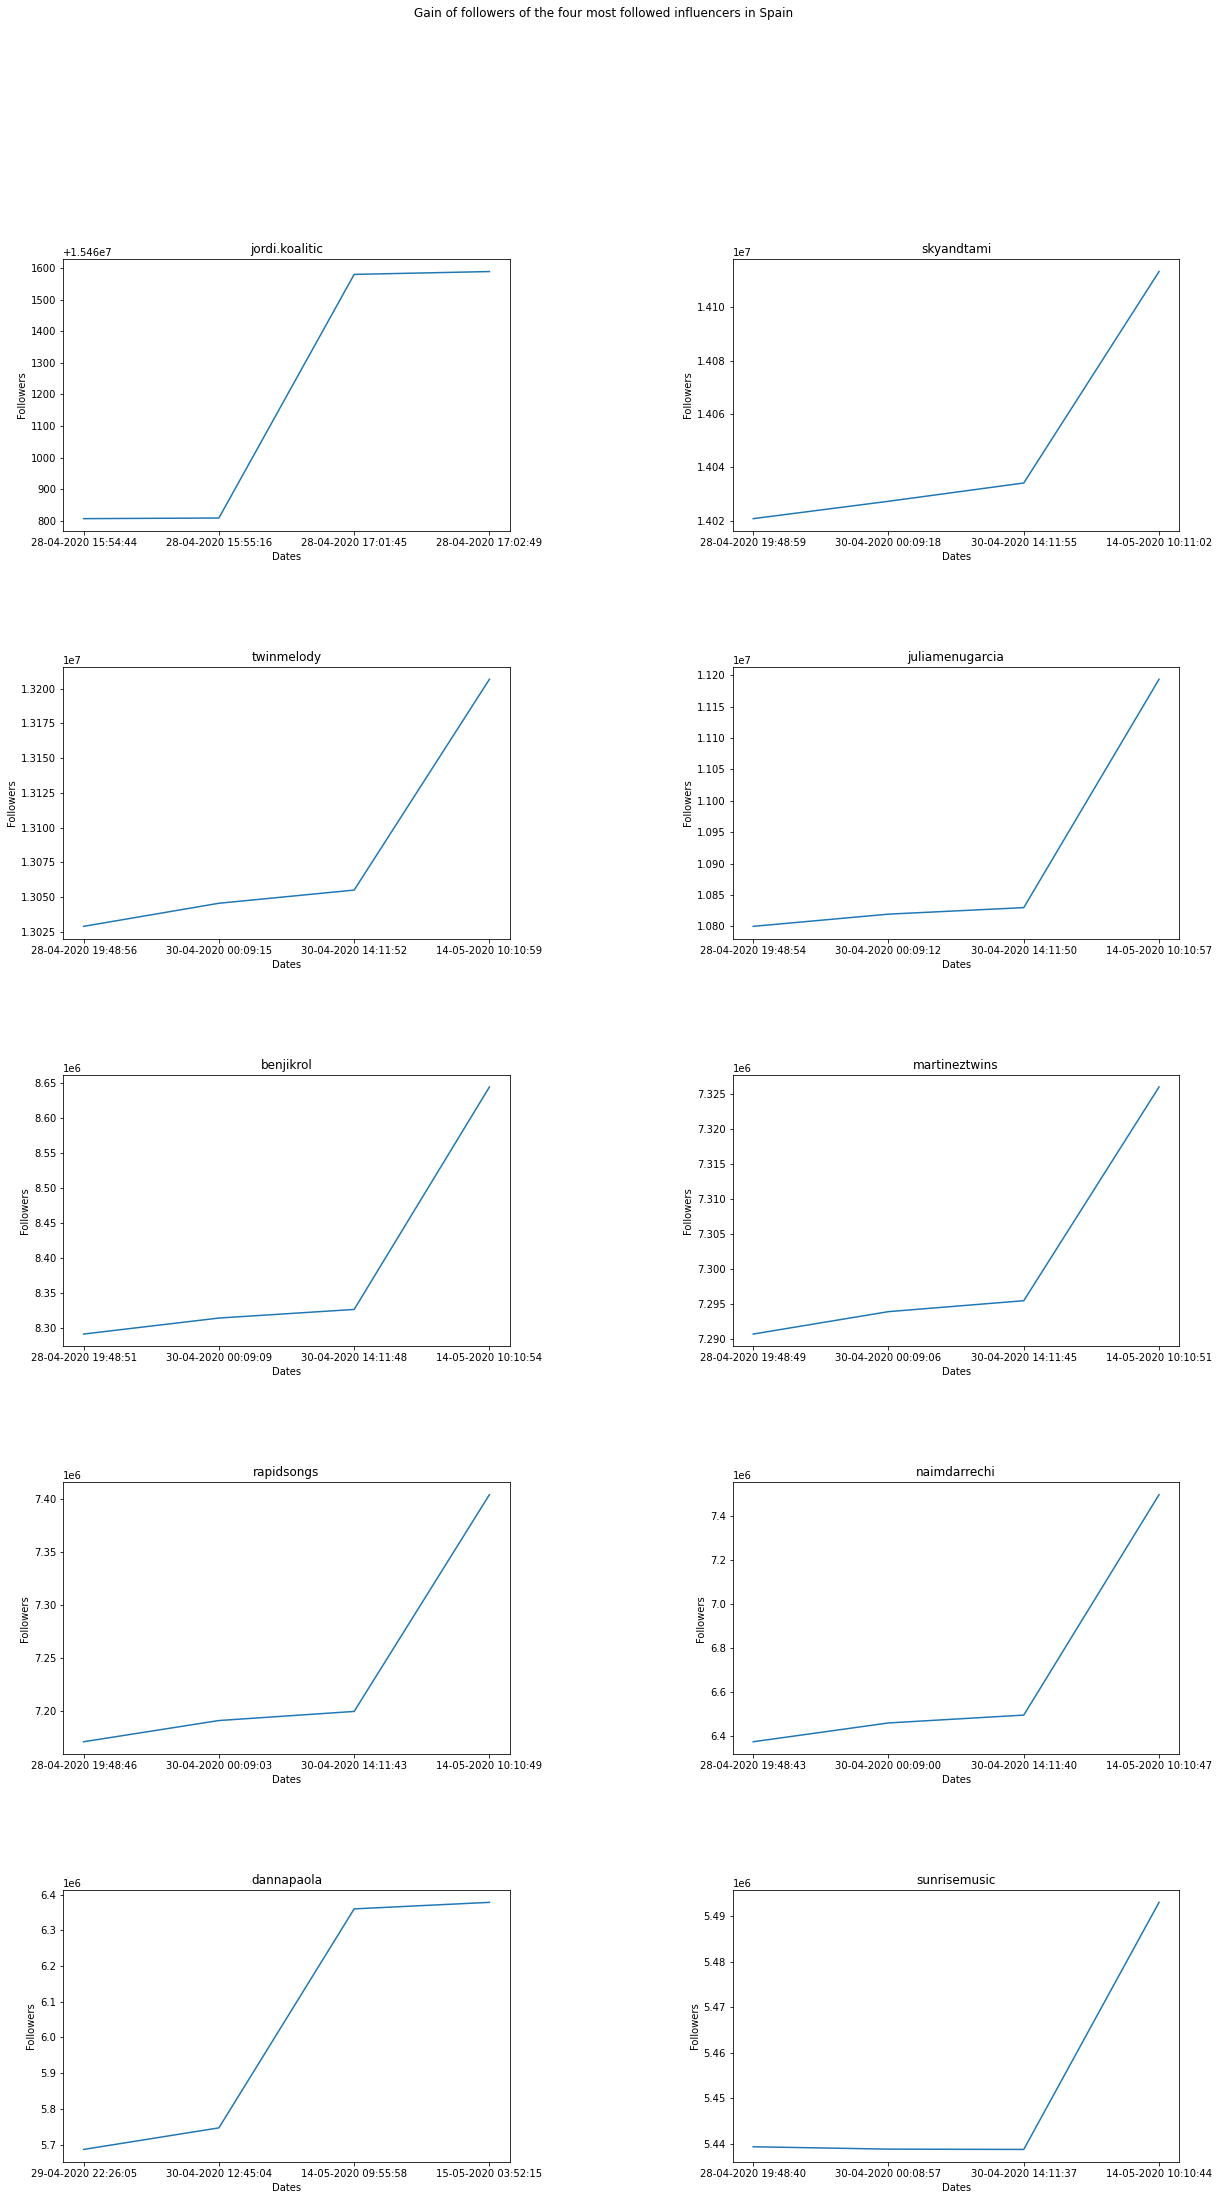 Gain of followers of the four most followed influencers in Spain
jordi.koalitic
+1.546e7
1600
1500
1400
1300
1200
1100
1000
900
800
Followers
28-04-2020 15:54:44 28-04-2020 15:55:16 28-04-2020 17:01:45 28-04-2020 17:02:49
Dates
skyandtami
1e7
1.410
1.408
1.406
1.404
1.402
Followers
28-04-2020 19:48:59 30-04-2020 00:09:18 30-04-2020 14:11:55 14-05-2020 10:11:02
Dates
twinmelody
1e7
1.3200
1.3175
1.3150
1.3125
1.3100
1.3075
1.3050
1.3025
Followers
28-04-2020 19:48:56 30-04-2020 00:09:15 30-04-2020 14:11:52 14-05-2020 10:10:59
Dates
juliamenugarcia
1e7
1.120
1.115
1.110
1.105
1.100
1.095
1.090
1.085
1.080
Followers
28-04-2020 19:48:54 30-04-2020 00:09:12 30-04-2020 14:11:50 14-05-2020 10:10:57
Dates
benjikrol
1e6
8.65
8.60
8.55
8.50
8.45
8.40
8.35
8.30
Followers
28-04-2020 19:48:51 30-04-2020 00:09:09 30-04-2020 14:11:48 14-05-2020 10:10:54
Dates
martineztwins
1e6
7.325
7.320
7.315
7.310
7.305
7.300
7.295
7.290
Followers
28-04-2020 19:48:49 30-04-2020 00:09:06 30-04-2020 14:11:45 14-05-2020 10:10:51
Dates
rapidsongs
1e6
7.40
7.35
7.30
7.25
7.20
Followers
28-04-2020 19:48:46 30-04-2020 00:09:03 30-04-2020 14:11:43 14-05-2020 10:10:49
Dates
naimdarrechi
1e6
7.4
7.2
7.0
6.8
6.6
6.4
Followers
28-04-2020 19:48:43 30-04-2020 00:09:00 30-04-2020 14:11:40 14-05-2020 10:10:47
Dates
dannapaola
1e6
6.4
6.3
6.2
6.1
6.0
5.9
5.8
5.7
Followers
29-04-2020 22:26:05 30-04-2020 12:45:04 14-05-2020 09:55:58 15-05-2020 03:52:15
Dates
sunrisemusic
1e6
5.49
5.48
5.47
5.46
5.45
5.44
Followers
28-04-2020 19:48:40 30-04-2020 00:08:57 30-04-2020 14:11:37 14-05-2020 10:10:44
Dates